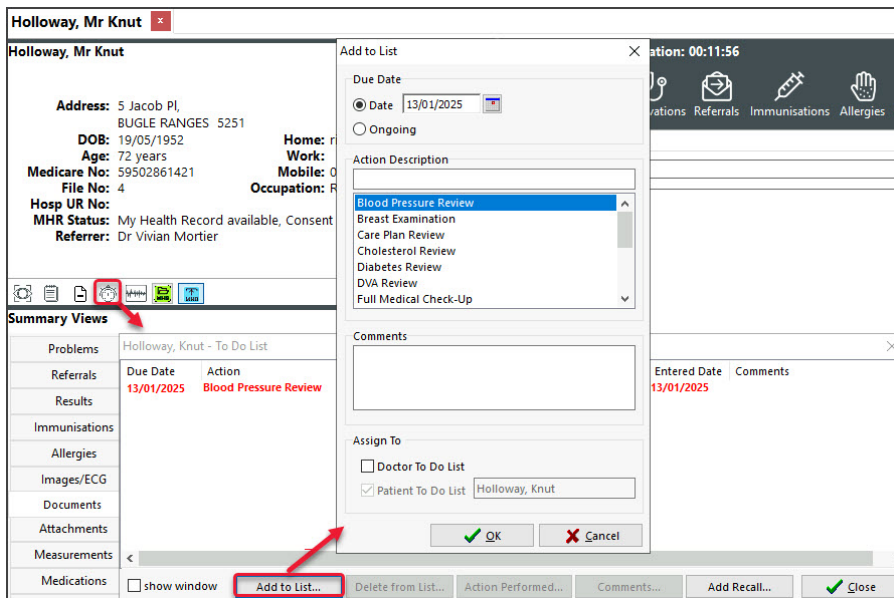 Holloway, Mr Knut
Holloway, Mr Knut
ation: 00:11:56
Address: 5 Jacob Pl,
BUGLE RANGES 5251
DOB: 19/05/1952
Home:
Age: 72 years
Work:
Medicare No: 59502861421
Mobile: 0
File No: 4
Occupation: R
Hosp UR No:
MHR Status: My Health Record available, Consent
Referrer: Dr Vivian Mortier
vations Referrals Immunisations Allergies
Add to List
Due Date
Date 13/01/2025
Ongoing
Action Description
Blood Pressure Review
Breast Examination
Care Plan Review
Cholesterol Review
Diabetes Review
DVA Review
Full Medical Check-Up
Comments
Assign To
Doctor To Do List
Patient To Do List Holloway, Knut
OK Cancel
Summary Views
Problems
Referrals
Results
Immunisations
Allergies
Images/ECG
Documents
Attachments
Measurements
Medications
Holloway, Knut - To Do List
Due Date Action Entered Date Comments
13/01/2025 Blood Pressure Review 13/01/2025
show window Add to List... Delete from List... Action Performed... Comments... Add Recall... Close